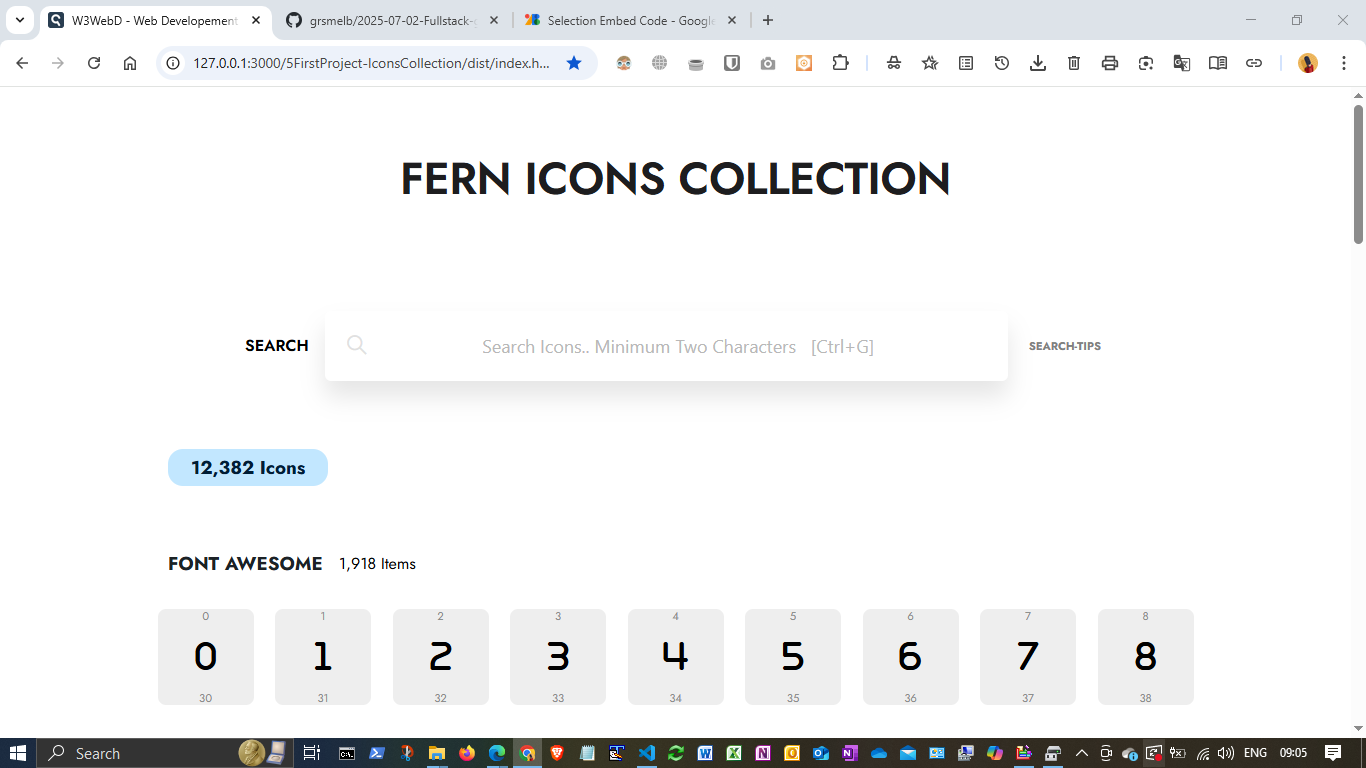 W3WebD - Web Developement
grsmelb/2025-07-02-Fullstack-
Selection Embed Code - Google
127.0.0.1:3000/5FirstProject-IconsCollection/dist/index.h...
FERN ICONS COLLECTION
SEARCH
Search Icons.. Minimum Two Characters [Ctrl+G]
SEARCH-TIPS
12,382 Icons
FONT AWESOME 1,918 Items
0 1 2 3 4 5 6 7 8
0 1 2 3 4 5 6 7 8
30 31 32 33 34 35 36 37 38
Search
ENG
09:05